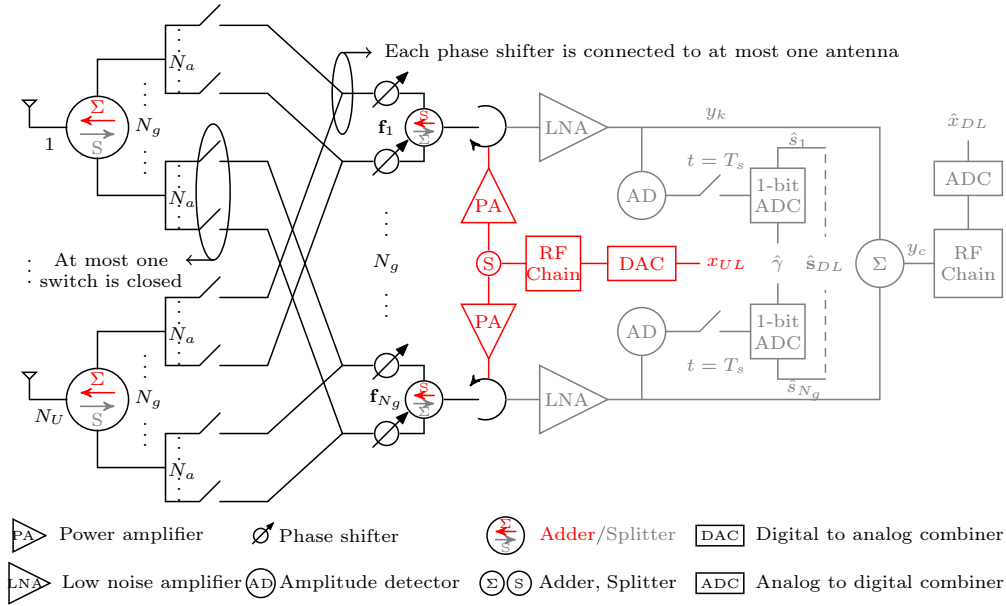 Each phase shifter is connected to at most one antenna
N_a
N_g
N_a
Σ
S
1
At most one
switch is closed
N_a
N_g
N_a
Σ
S
N_U
f_1
S
Σ
N_g
f_{N_g}
S
Σ
PA
S
PA
RF
Chain
DAC
x_{UL}
LNA
y_k
AD
t = T_s
1-bit
ADC
ŝ_1
γ̂
ŝ_{DL}
AD
t = T_s
1-bit
ADC
ŝ_{N_g}
LNA
Σ
y_c
RF
Chain
ADC
x̂_{DL}
PA
Power amplifier
Phase shifter
Σ
S
Adder/Splitter
DAC
Digital to analog combiner
LNA
Low noise amplifier
AD
Amplitude detector
Σ
S
Adder, Splitter
ADC
Analog to digital combiner